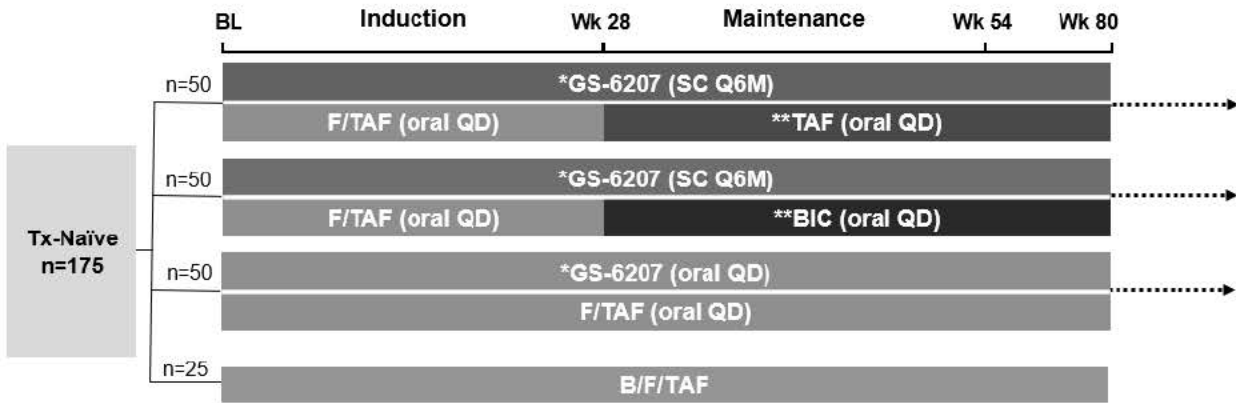 BL Induction Wk 28 Maintenance Wk 54 Wk 80
n=50
*GS-6207 (SC Q6M)
F/TAF (oral QD) **TAF (oral QD)
n=50
*GS-6207 (SC Q6M)
F/TAF (oral QD) **BIC (oral QD)
Tx-Naïve
n=175
n=50
*GS-6207 (oral QD)
F/TAF (oral QD)
n=25
B/F/TAF